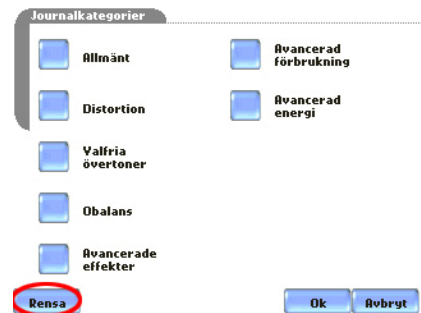 Journalkategorier
Allmänt
Distortion
Valfria
övertoner
Obalans
Avancerade
effekter
Avancerad
förbrukning
Avancerad
energi
Rensa
Ok
Avbryt